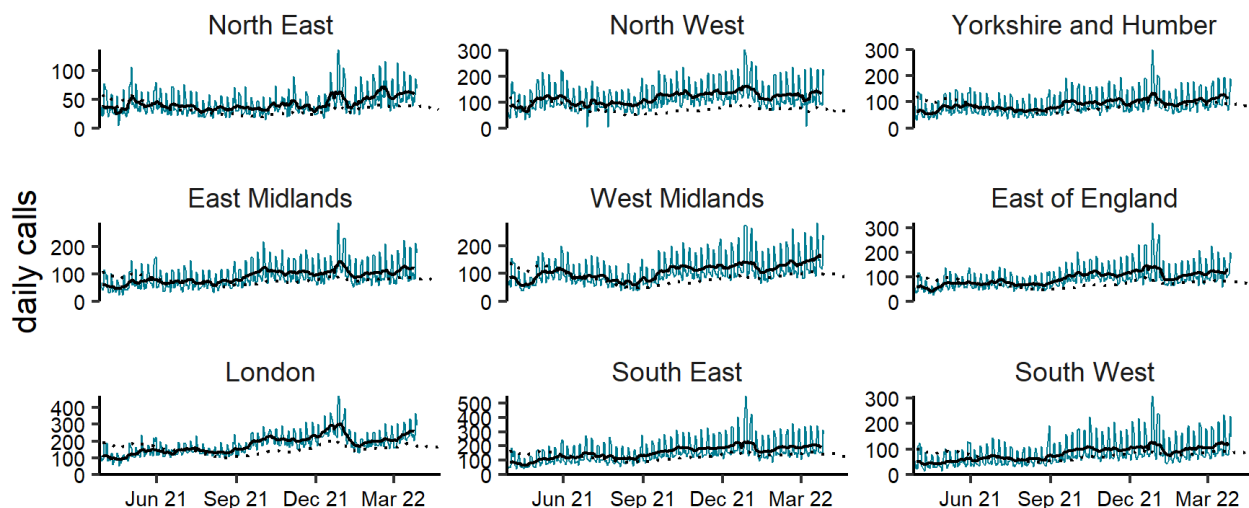 North East
North West
Yorkshire and Humber
100
50
0
300
200
100
0
300
200
100
0
daily calls
East Midlands
West Midlands
East of England
200
100
0
200
100
0
300
200
100
0
London
South East
South West
400
300
200
100
0
500
400
300
200
100
0
300
200
100
0
Jun 21 Sep 21 Dec 21 Mar 22
Jun 21 Sep 21 Dec 21 Mar 22
Jun 21 Sep 21 Dec 21 Mar 22